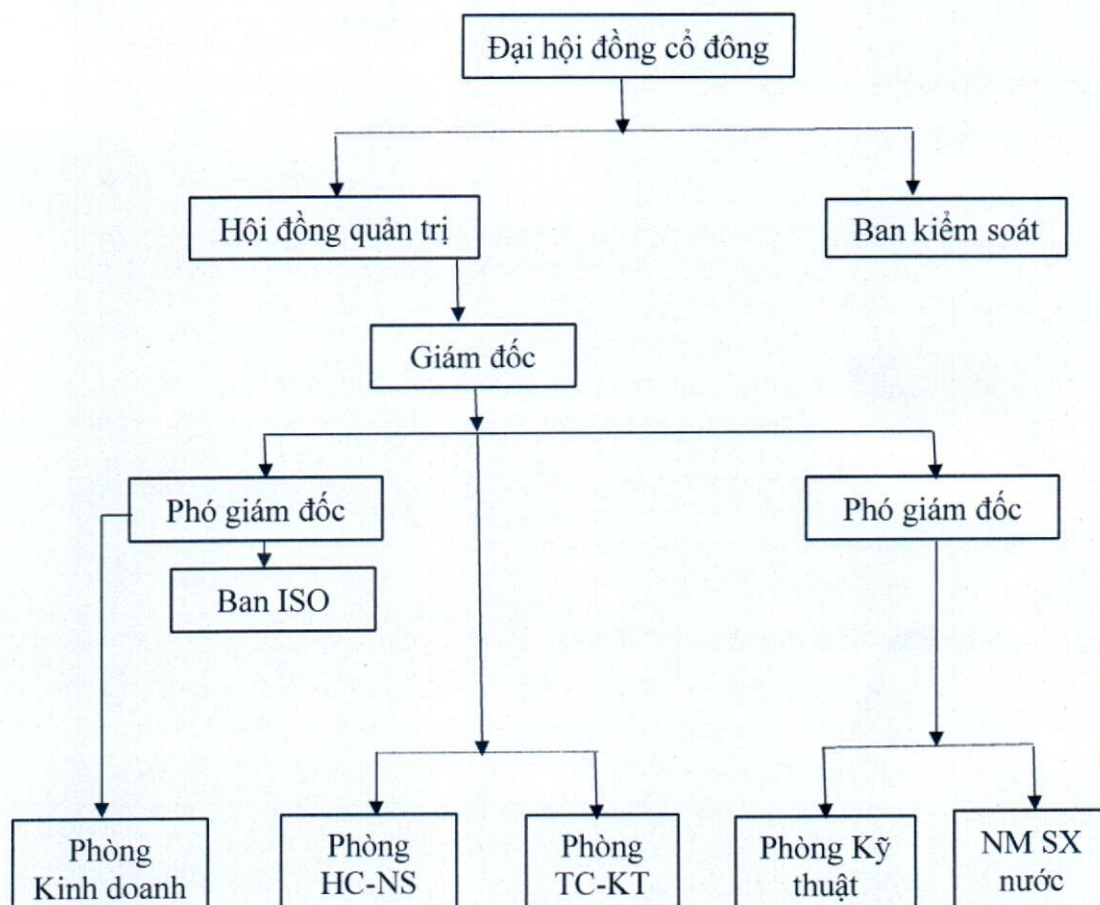 Đại hội đồng cổ đông
Hội đồng quản trị
Ban kiểm soát
Giám đốc
Phó giám đốc
Phó giám đốc
Ban ISO
Phòng
Kinh doanh
Phòng
HC-NS
Phòng
TC-KT
Phòng Kỹ
thuật
NM SX
nước